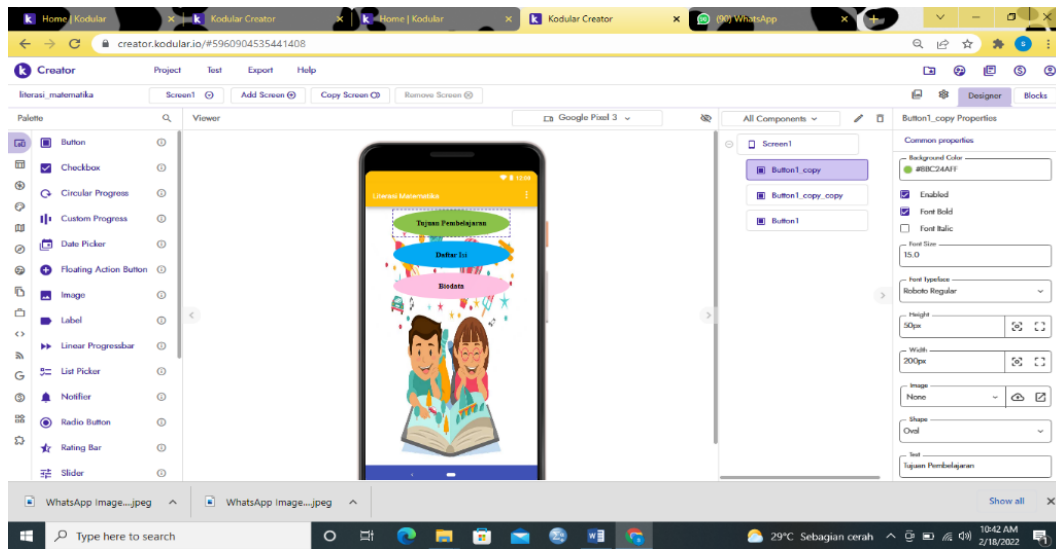 Home | Kodular
Kodular Creator
Home | Kodular
Kodular Creator
(90) WhatsApp
creator.kodular.io/#5960904535441408
Creator
Project
Test
Export
Help
literasi_matematika
Screen1
Add Screen
Copy Screen
Remove Screen
Designer
Blocks
Palette
Viewer
Google Pixel 3
All Components
Button1_copy Properties
Button
Checkbox
Circular Progress
Custom Progress
Date Picker
Floating Action Button
Image
Label
Linear Progressbar
List Picker
Notifier
Radio Button
Rating Bar
Slider
Literasi Matematika
Tujuan Pembelajaran
Daftar Isi
Biodata
Screen1
Button1_copy
Button1_copy_copy
Button1
Common properties
Background Color
#8BC24AFF
Enabled
Font Bold
Font Italic
Font Size
15.0
Font Typeface
Roboto Regular
Height
50px
Width
200px
Image
None
Shape
Oval
Text
Tujuan Pembelajaran
WhatsApp Image....jpeg
WhatsApp Image....jpeg
Show all
Type here to search
29°C Sebagian cerah
10:42 AM
2/18/2022